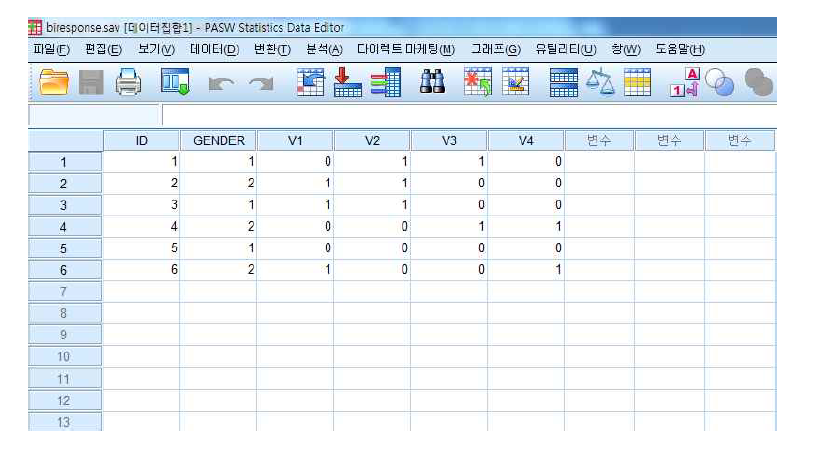 biresponse.sav [데이터집합1] - PASW Statistics Data Editor
파일(F) 편집(E) 보기(V) 데이터(D) 변환(T) 분석(A) 다이렉트 마케팅(M) 그래프(G) 유틸리티(U) 창(W) 도움말(H)
A
1
ID GENDER V1 V2 V3 V4 변수 변수 변수
1 1 1 0 1 1 0
2 2 2 1 1 0 0
3 3 1 1 1 0 0
4 4 2 0 0 1 1
5 5 1 0 0 0 0
6 6 2 1 0 0 1
7
8
9
10
11
12
13